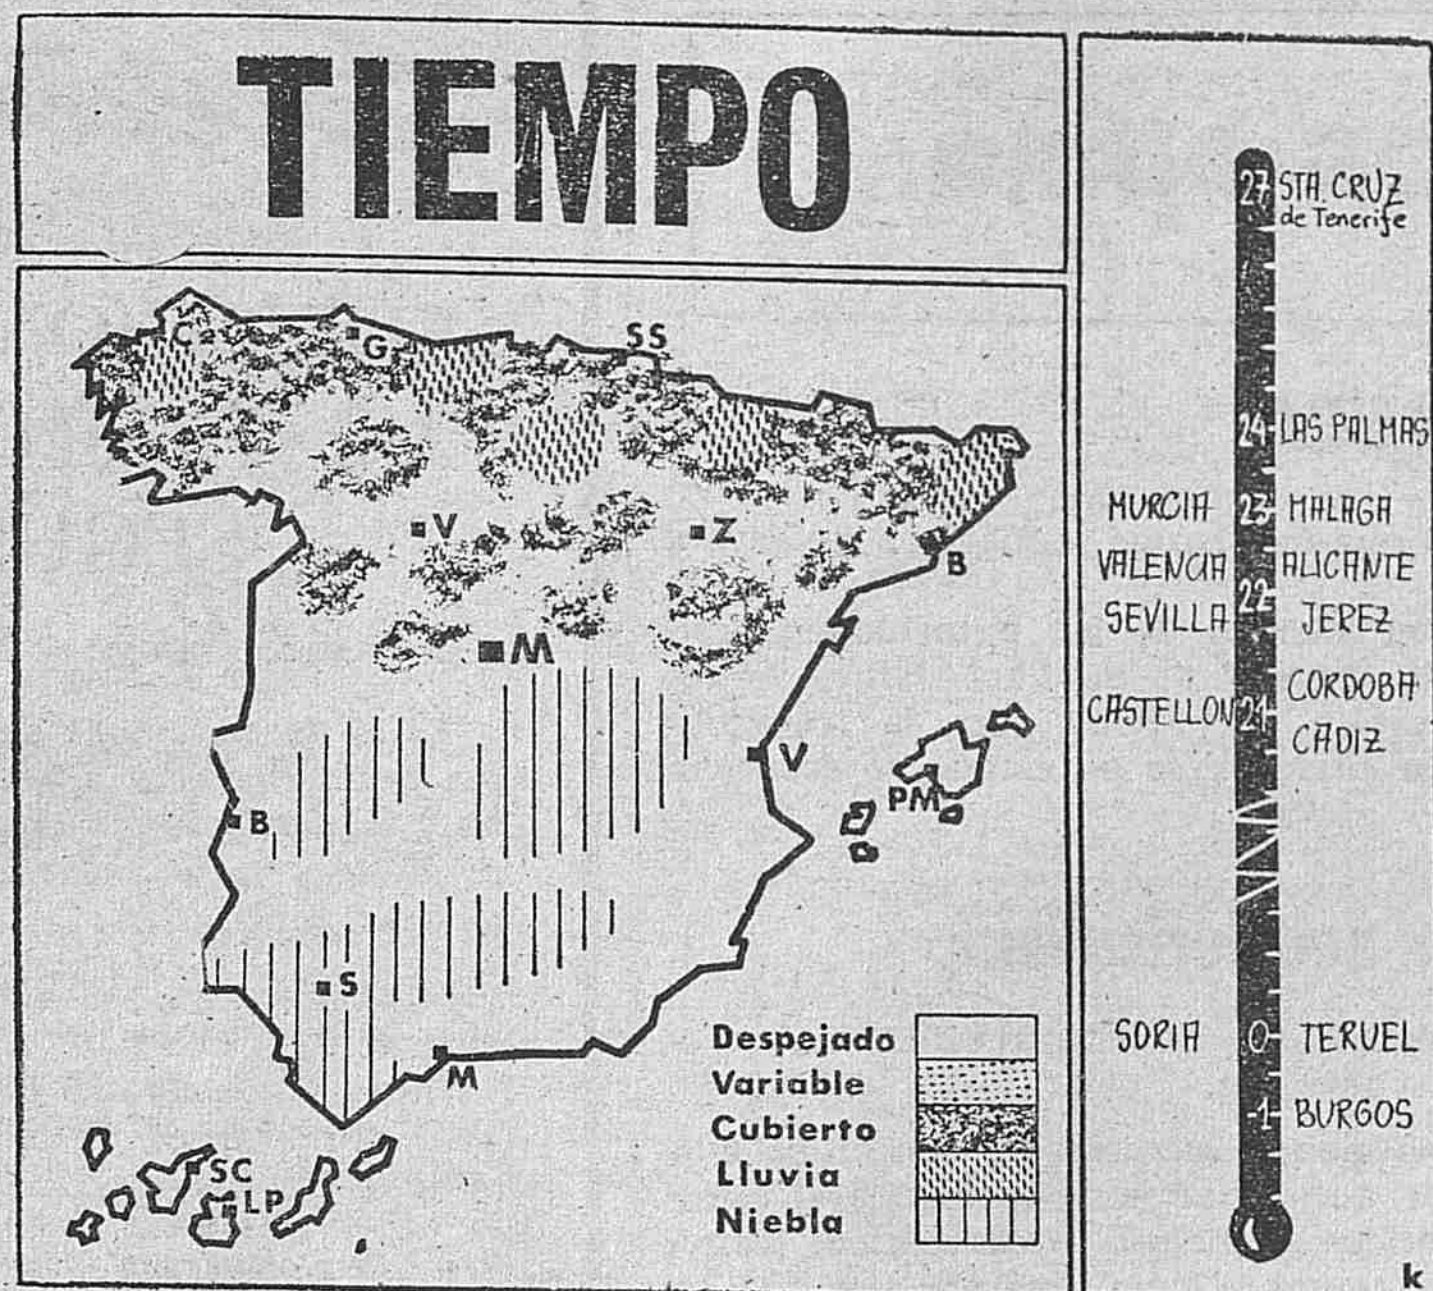 TIEMPO
C
G
SS
V
Z
B
M
V
PM
B
S
M
SC
LP
Despejado
Variable
Cubierto
Lluvia
Niebla
27 STA. CRUZ
de Tenerife
24 LAS PALMAS
MURCIA 23 MALAGA
VALENCIA ALICANTE
22
SEVILLA JEREZ
CORDOBA
CASTELLON 21
CADIZ
SORIA 0 TERUEL
-1 BURGOS
k